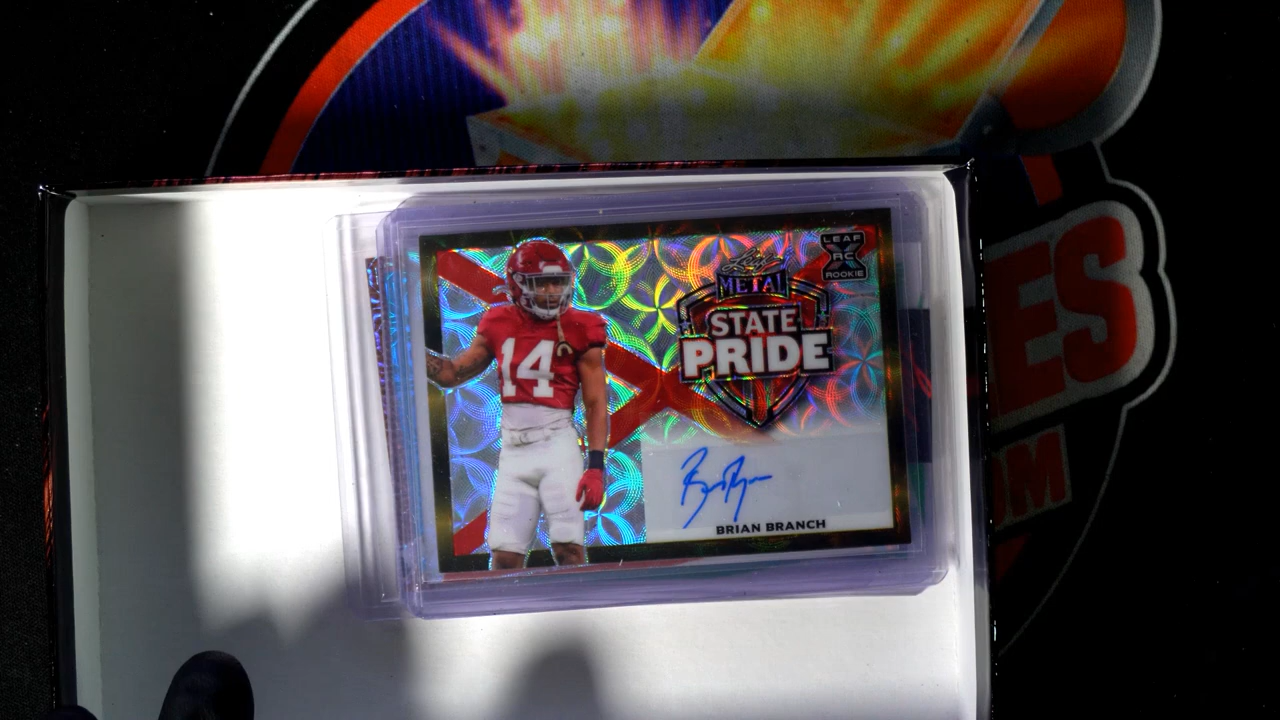 LEAF
RC
ROOKIE
Leaf
METAL
STATE
PRIDE
14
BRIAN BRANCH
ES
OM